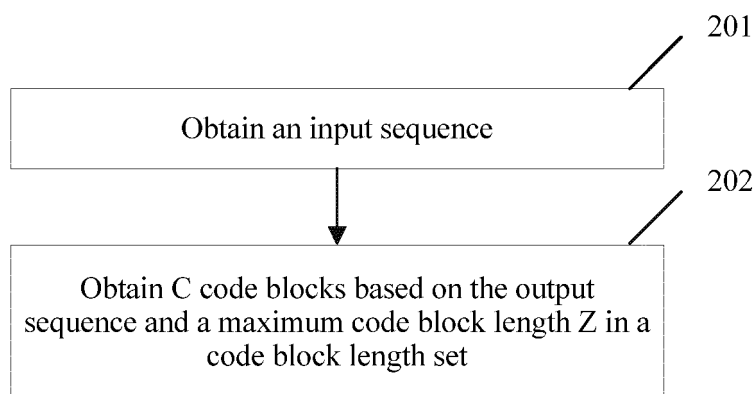 201
Obtain an input sequence
202
Obtain C code blocks based on the output
sequence and a maximum code block length Z in a
code block length set